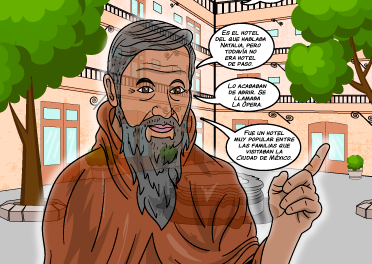 ES EL HOTEL
DEL QUE HABLABA
NATALIA, PERO
TODAVÍA NO
ERA HOTEL
DE PASO.
LO ACABABAN
DE ABRIR. SE
LLAMABA
LA ÓPERA
FUE UN HOTEL
MUY POPULAR ENTRE
LAS FAMILIAS QUE
VISITABAN LA
CIUDAD DE MÉXICO.